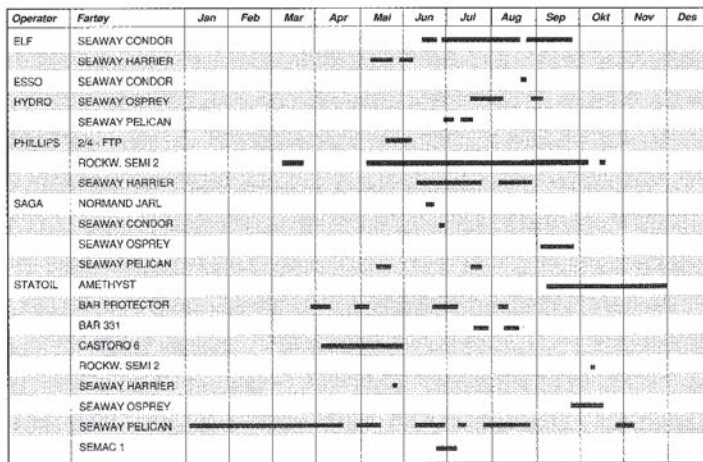 Operator Fartøy Jan Feb Mar Apr Mai Jun Jul Aug Sep Okt Nov Des
ELF SEAWAY CONDOR
SEAWAY HARRIER
ESSO SEAWAY CONDOR
HYDRO SEAWAY OSPREY
SEAWAY PELICAN
PHILLIPS 2/4 - FTP
ROCKW. SEMI 2
SEAWAY HARRIER
SAGA NORMAND JARL
SEAWAY CONDOR
SEAWAY OSPREY
SEAWAY PELICAN
STATOIL AMETHYST
BAR PROTECTOR
BAR 331
CASTORO 6
ROCKW. SEMI 2
SEAWAY HARRIER
SEAWAY OSPREY
SEAWAY PELICAN
SEMAC 1